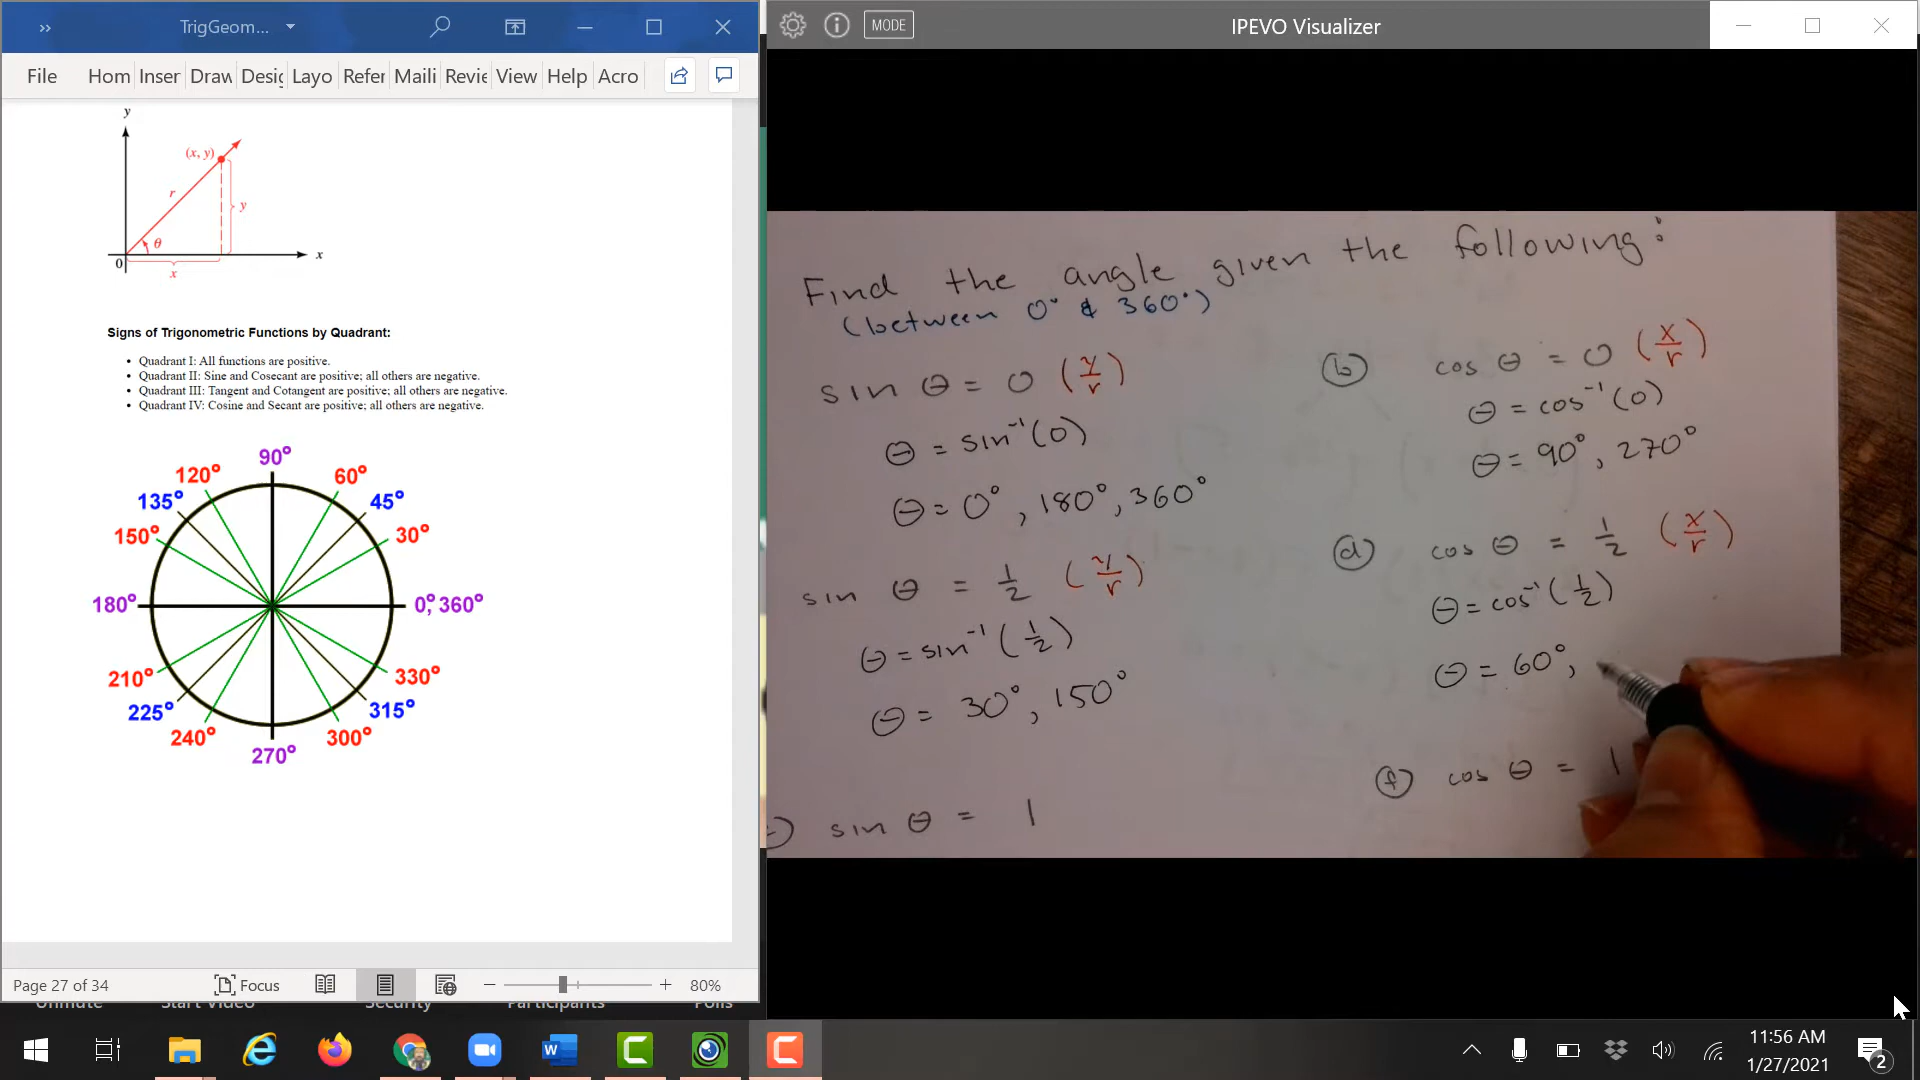 TrigGeom...
File Hom Inser Draw Desig Layo Refer Maili Revie View Help Acro
y
(x, y)
r
y
θ
0
x
x
Signs of Trigonometric Functions by Quadrant:
• Quadrant I: All functions are positive.
• Quadrant II: Sine and Cosecant are positive; all others are negative.
• Quadrant III: Tangent and Cotangent are positive; all others are negative.
• Quadrant IV: Cosine and Secant are positive; all others are negative.
90°
120° 60°
135° 45°
150° 30°
180° 0°, 360°
210° 330°
225° 315°
240° 300°
270°
Page 27 of 34 Focus 80%
Unmute Start Video Security Participants Polls
MODE IPEVO Visualizer
Find the angle given the following:
(between 0° & 360°)
sin θ = 0 (y/r)
θ = sin⁻¹(0)
θ = 0°, 180°, 360°
(b) cos θ = 0 (x/r)
θ = cos⁻¹(0)
θ = 90°, 270°
sin θ = 1/2 (y/r)
θ = sin⁻¹(1/2)
θ = 30°, 150°
(d) cos θ = 1/2 (x/r)
θ = cos⁻¹(1/2)
θ = 60°,
sin θ = 1
(f) cos θ = 1
11:56 AM
1/27/2021
2